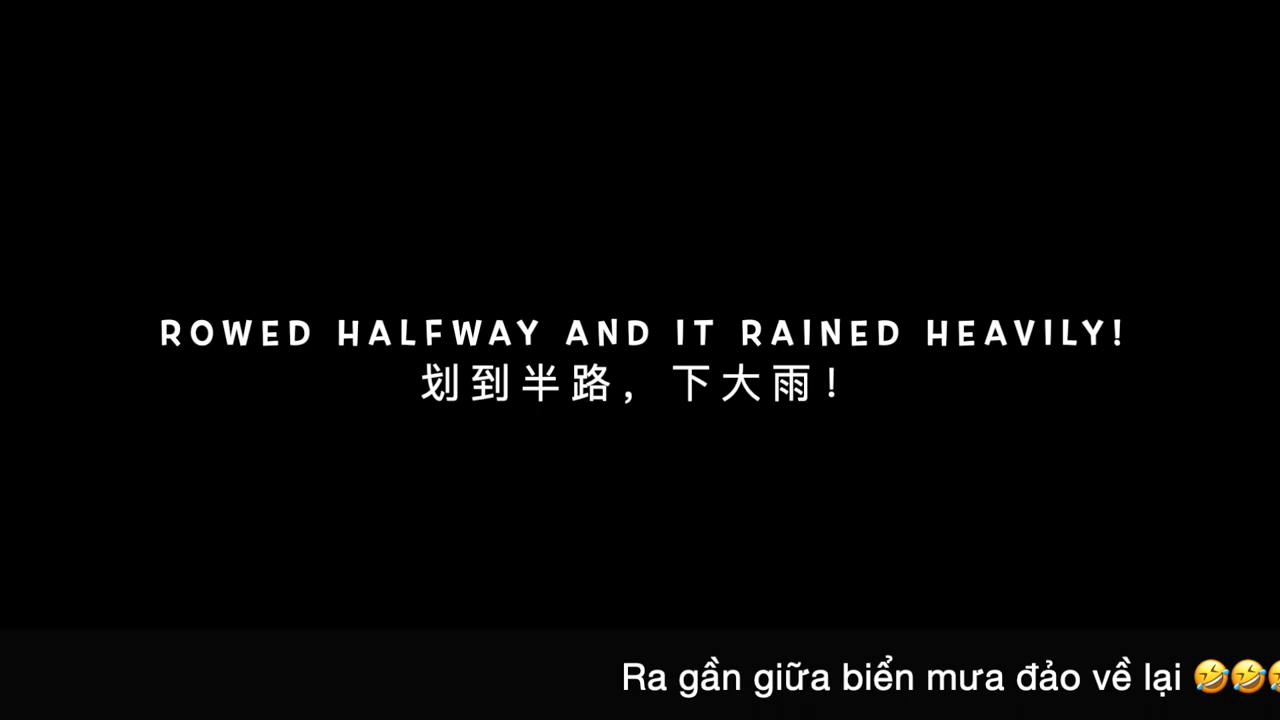 ROWED HALFWAY AND IT RAINED HEAVILY!
划到半路，下大雨！
Ra gần giữa biển mưa đảo về lại 🤣🤣🤣